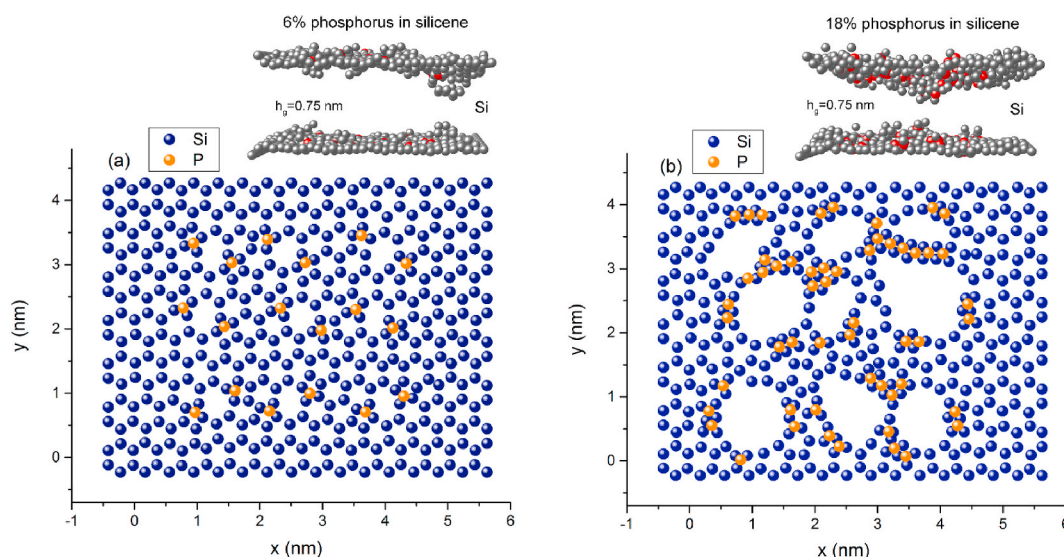 6% phosphorus in silicene
Si
h_g=0.75 nm
Si
P
(a)
4
3
2
1
0
y (nm)
-1 0 1 2 3 4 5 6
x (nm)
18% phosphorus in silicene
Si
h_g=0.75 nm
Si
P
(b)
4
3
2
1
0
y (nm)
-1 0 1 2 3 4 5 6
x (nm)